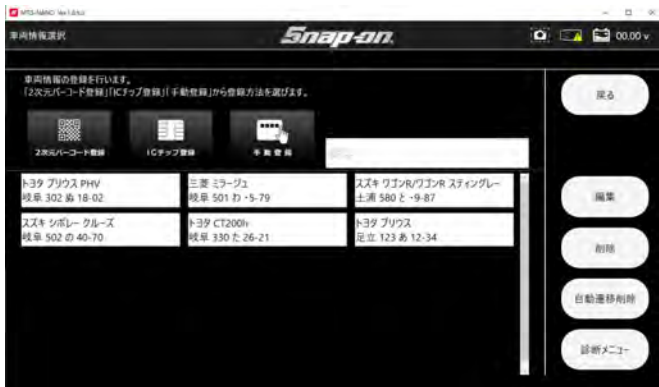 車両情報選択
Snap-on
00.00 v
車両情報の登録を行います。
「2次元バーコード登録」「ICチップ登録」「手動登録」から登録方法を選びます。
戻る
2次元バーコード登録
ICチップ登録
手動登録
トヨタ プリウス PHV
岐阜 302 ぬ 18-02
三菱 ミラージュ
岐阜 501 わ ・5-79
スズキ ワゴンR/ワゴンR スティングレー
土浦 580 と ・9-87
スズキ シボレー クルーズ
岐阜 502 の 40-70
トヨタ CT200h
岐阜 330 た 26-21
トヨタ プリウス
足立 123 あ 12-34
編集
削除
自動遷移削除
診断メニュー